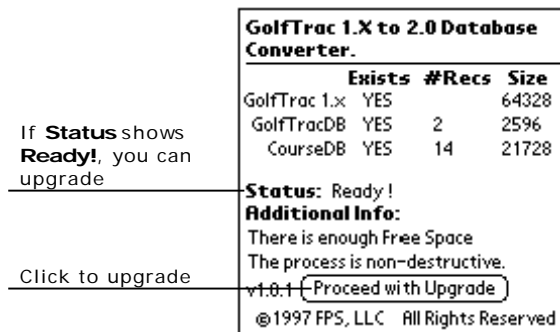 GolfTrac 1.X to 2.0 Database
Converter.
Exists #Recs Size
GolfTrac 1.x YES 64328
GolfTracDB YES 2 2596
CourseDB YES 14 21728
If Status shows
Ready!, you can
upgrade
Status: Ready!
Additional Info:
There is enough Free Space
The process is non-destructive.
Click to upgrade
v1.0.1 Proceed with Upgrade
©1997 FPS, LLC All Rights Reserved